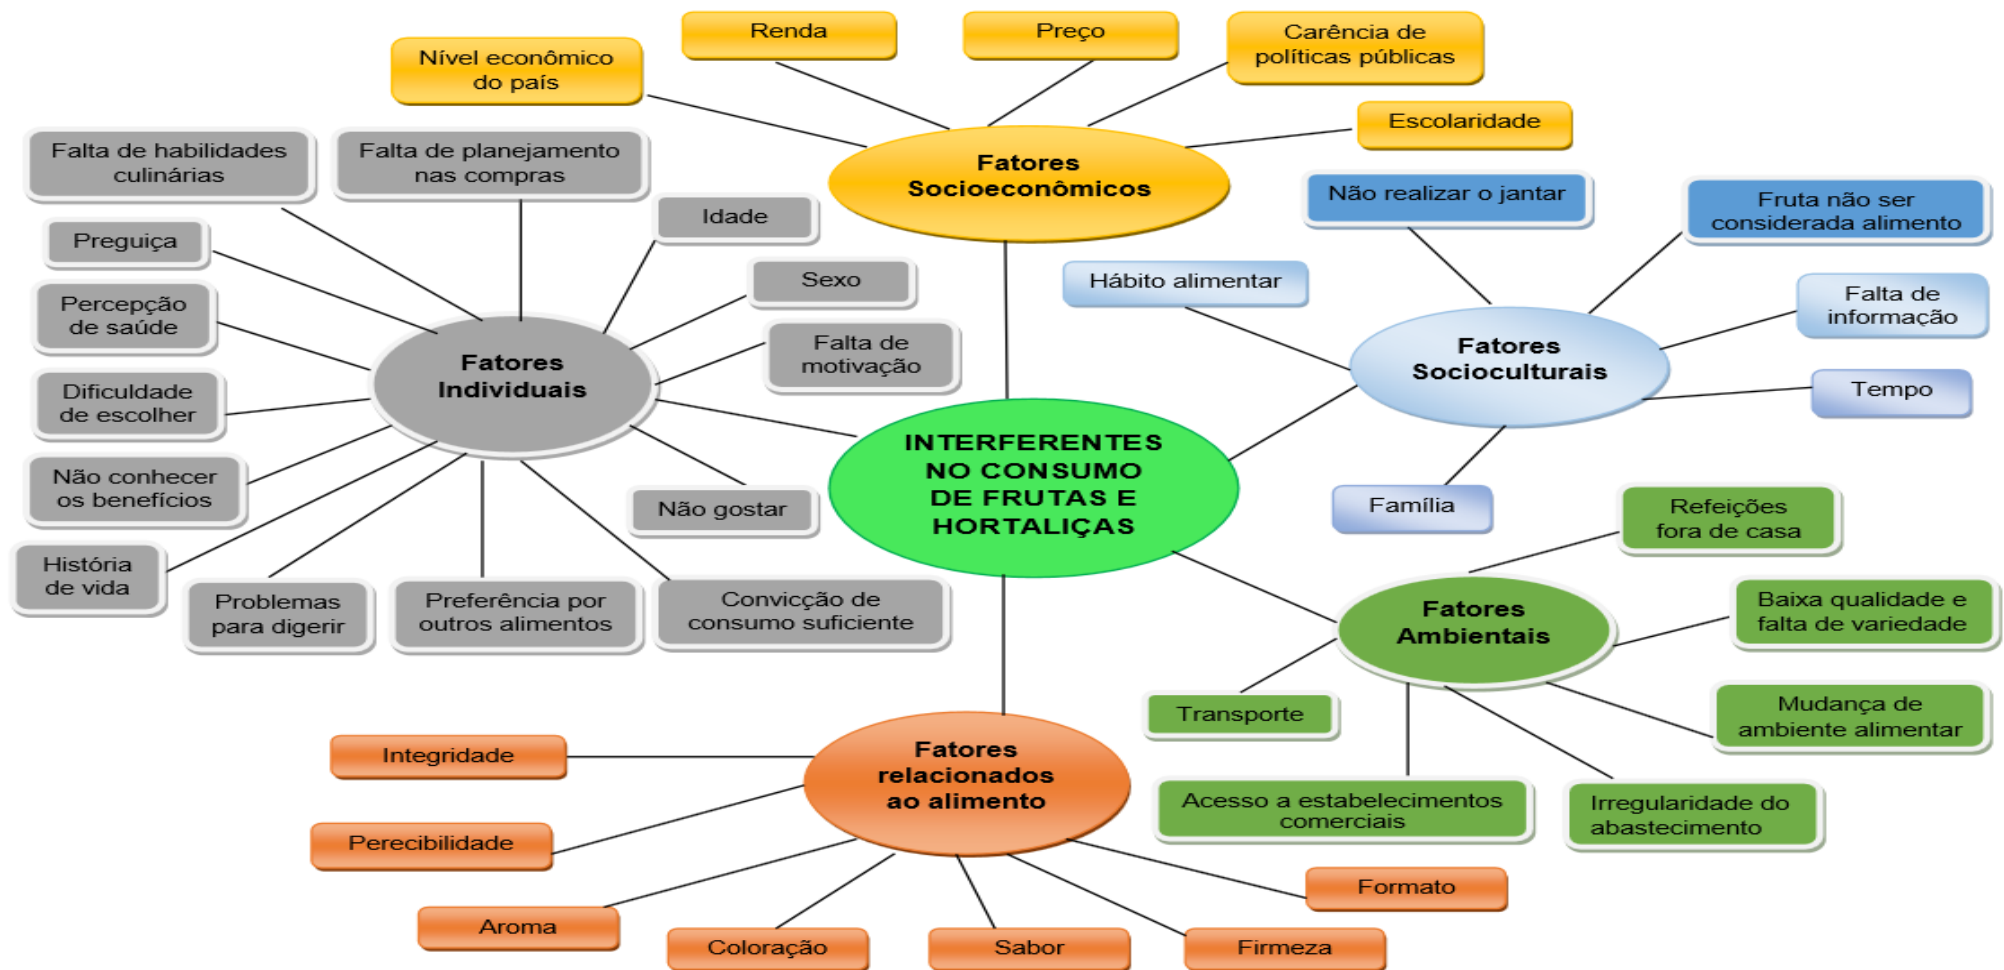 Renda
Preço
Carência de
políticas públicas
Nível econômico
do país
Escolaridade
Fatores
Socioeconômicos
Falta de habilidades
culinárias
Falta de planejamento
nas compras
Idade
Preguiça
Sexo
Percepção
de saúde
Falta de
motivação
Fatores
Individuais
Dificuldade
de escolher
Não conhecer
os benefícios
Não gostar
História
de vida
Problemas
para digerir
Preferência por
outros alimentos
Convicção de
consumo suficiente
Não realizar o jantar
Fruta não ser
considerada alimento
Hábito alimentar
Falta de
informação
Fatores
Socioculturais
Tempo
Família
INTERFERENTES
NO CONSUMO
DE FRUTAS E
HORTALIÇAS
Refeições
fora de casa
Fatores
Ambientais
Baixa qualidade e
falta de variedade
Transporte
Mudança de
ambiente alimentar
Acesso a estabelecimentos
comerciais
Irregularidade do
abastecimento
Fatores
relacionados
ao alimento
Integridade
Perecibilidade
Aroma
Coloração
Sabor
Firmeza
Formato